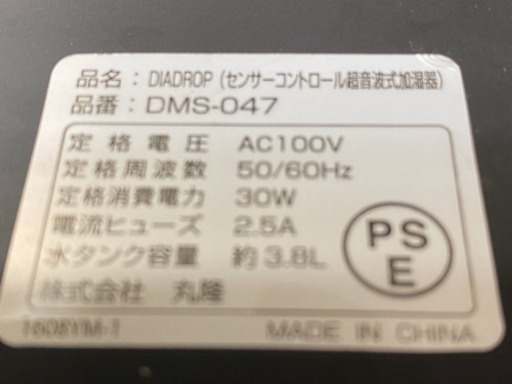 品名：DIADROP（センサーコントロール超音波式加湿器）
品番：DMS-047
定格電圧 AC100V
定格周波数 50/60Hz
定格消費電力 30W
電流ヒューズ 2.5A
水タンク容量 約3.8L
株式会社 丸隆
PS
E
1608YM-1 MADE IN CHINA